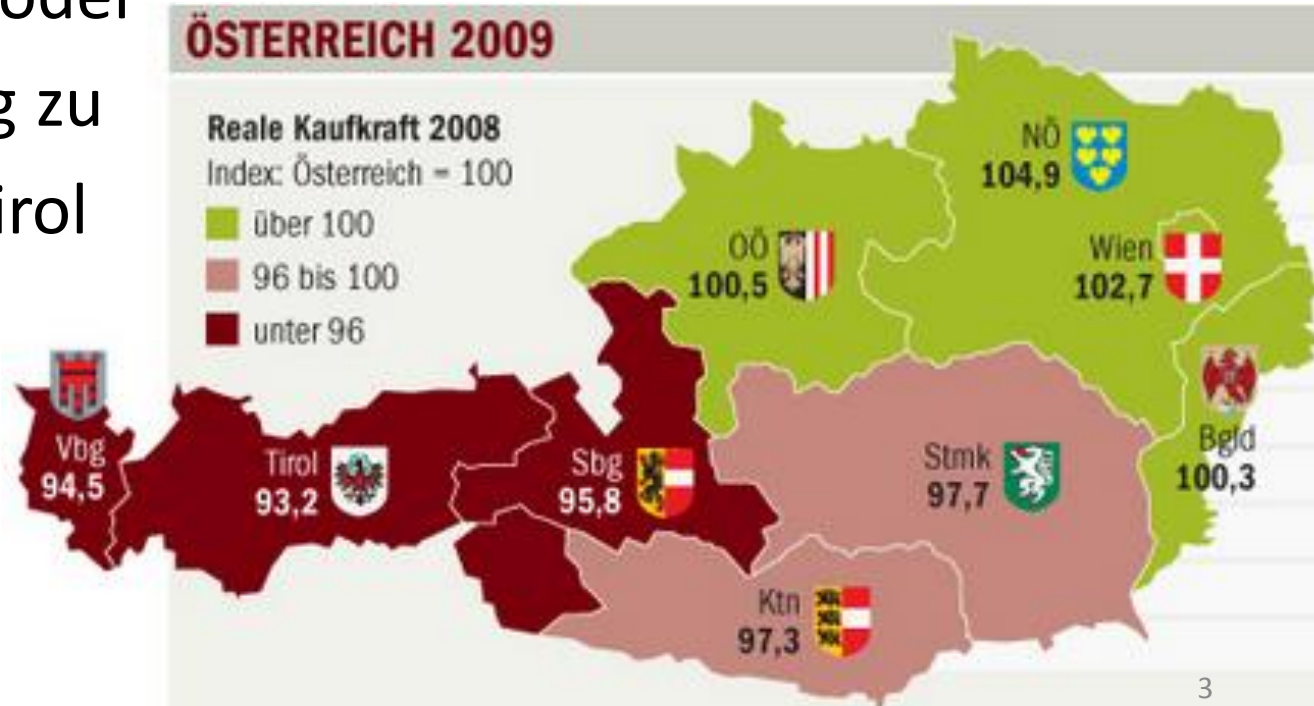 oder
g zu
irol
ÖSTERREICH 2009
Reale Kaufkraft 2008
Index: Österreich = 100
über 100
96 bis 100
unter 96
NÖ
104,9
OÖ
100,5
Wien
102,7
Vbg
94,5
Tirol
93,2
Sbg
95,8
Stmk
97,7
Bgld
100,3
Ktn
97,3
3